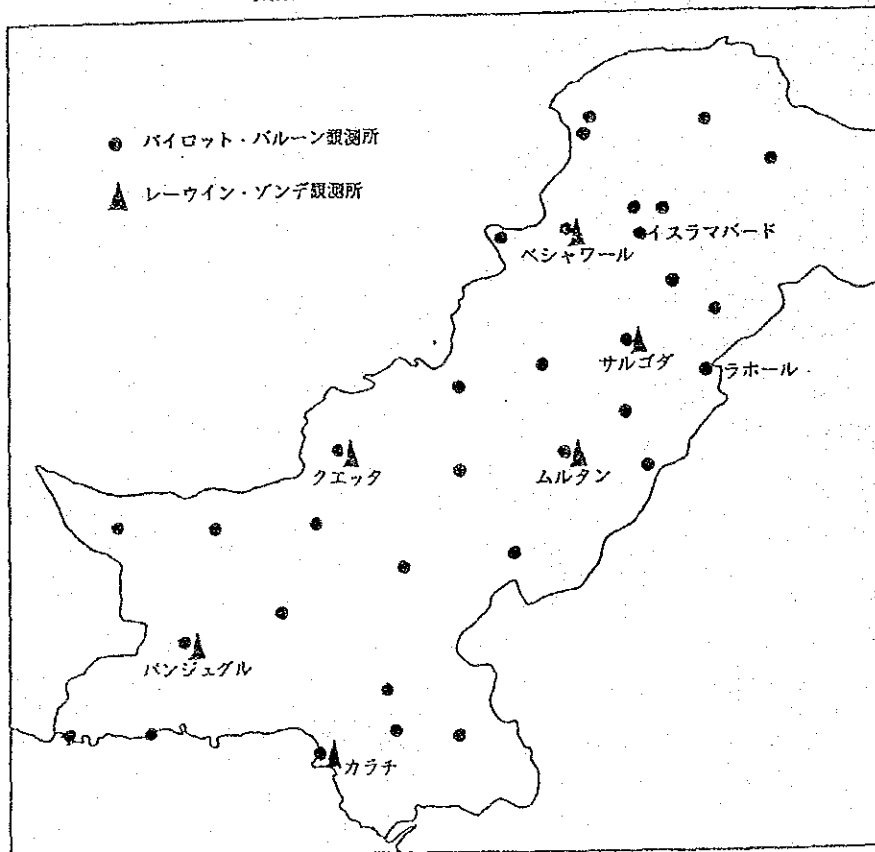 パイロット・バルーン観測所
レーウイン・ゾンデ観測所
イスラマバード
ペシャワール
サルゴダ
ラホール
クエッタ
ムルタン
パンジュグル
カラチ